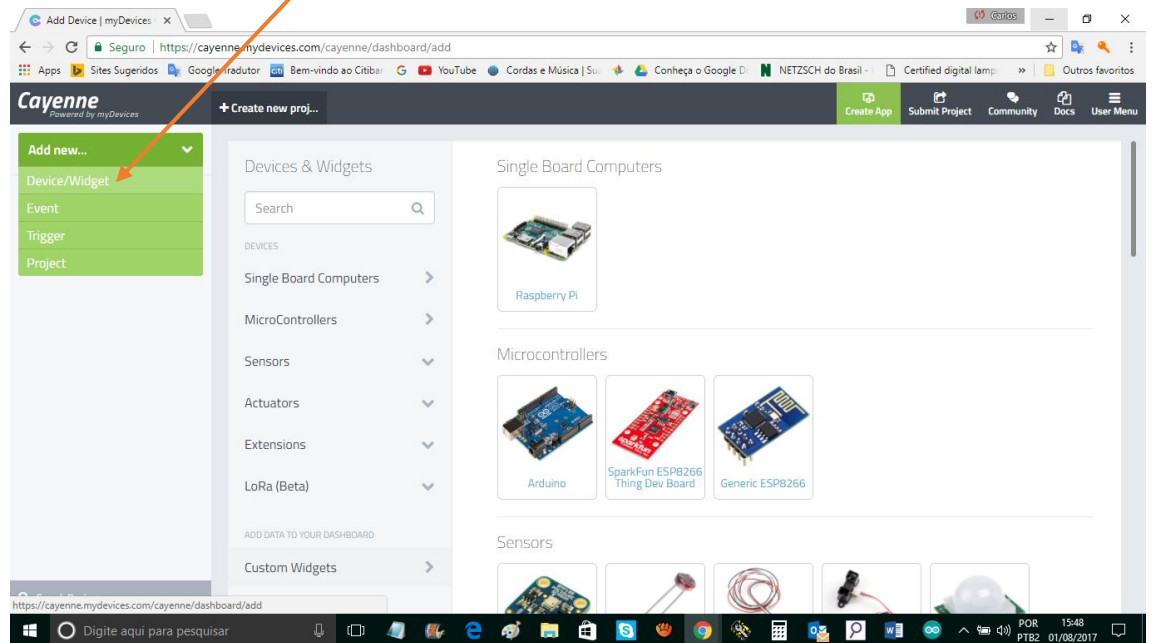 Add Device | myDevices
Carlos
Seguro | https://cayenne.mydevices.com/cayenne/dashboard/add
Apps
Sites Sugeridos
Google Tradutor
Bem-vindo ao Citibar
YouTube
Cordas e Música | Su
Conheça o Google D
NETZSCH do Brasil -
Certified digital lamp
»
Outros favoritos
Cayenne
Powered by myDevices
+ Create new proj...
Create App
Submit Project
Community
Docs
User Menu
Add new...
Device/Widget
Event
Trigger
Project
Devices & Widgets
Search
DEVICES
Single Board Computers
MicroControllers
Sensors
Actuators
Extensions
LoRa (Beta)
ADD DATA TO YOUR DASHBOARD
Custom Widgets
Single Board Computers
Raspberry Pi
Microcontrollers
Arduino
SparkFun ESP8266
Thing Dev Board
Generic ESP8266
Sensors
https://cayenne.mydevices.com/cayenne/dashboard/add
Digite aqui para pesquisar
POR
PTB2
15:48
01/08/2017